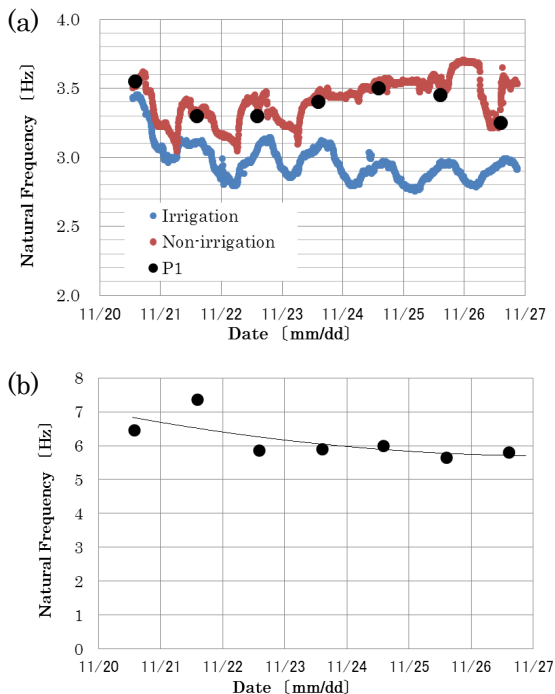 (a)
Natural Frequency 〔Hz〕
4.0
3.5
3.0
2.5
2.0
Irrigation
Non-irrigation
P1
11/20 11/21 11/22 11/23 11/24 11/25 11/26 11/27
Date 〔mm/dd〕
(b)
Natural Frequency 〔Hz〕
8
7
6
5
4
3
2
1
0
11/20 11/21 11/22 11/23 11/24 11/25 11/26 11/27
Date 〔mm/dd〕